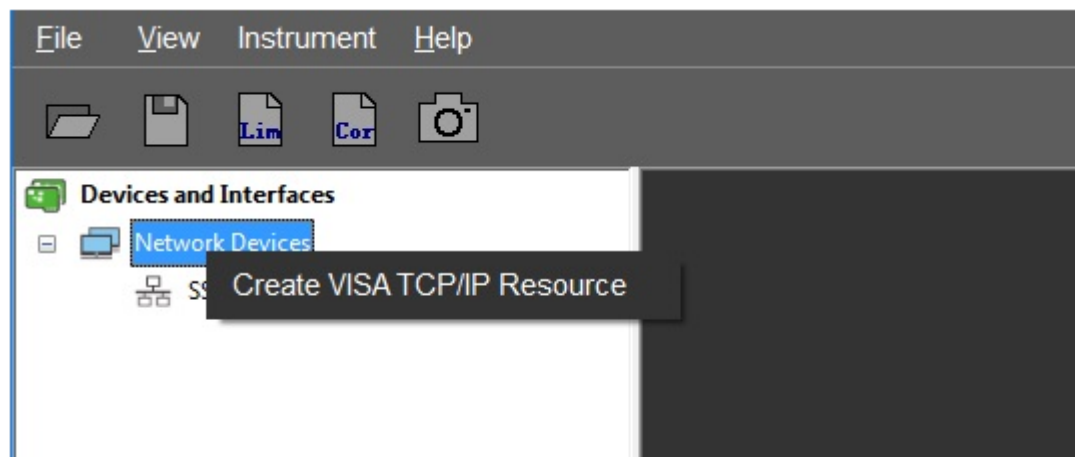 File View Instrument Help
Lim Cor
Devices and Interfaces
Network Devices
Create VISA TCP/IP Resource